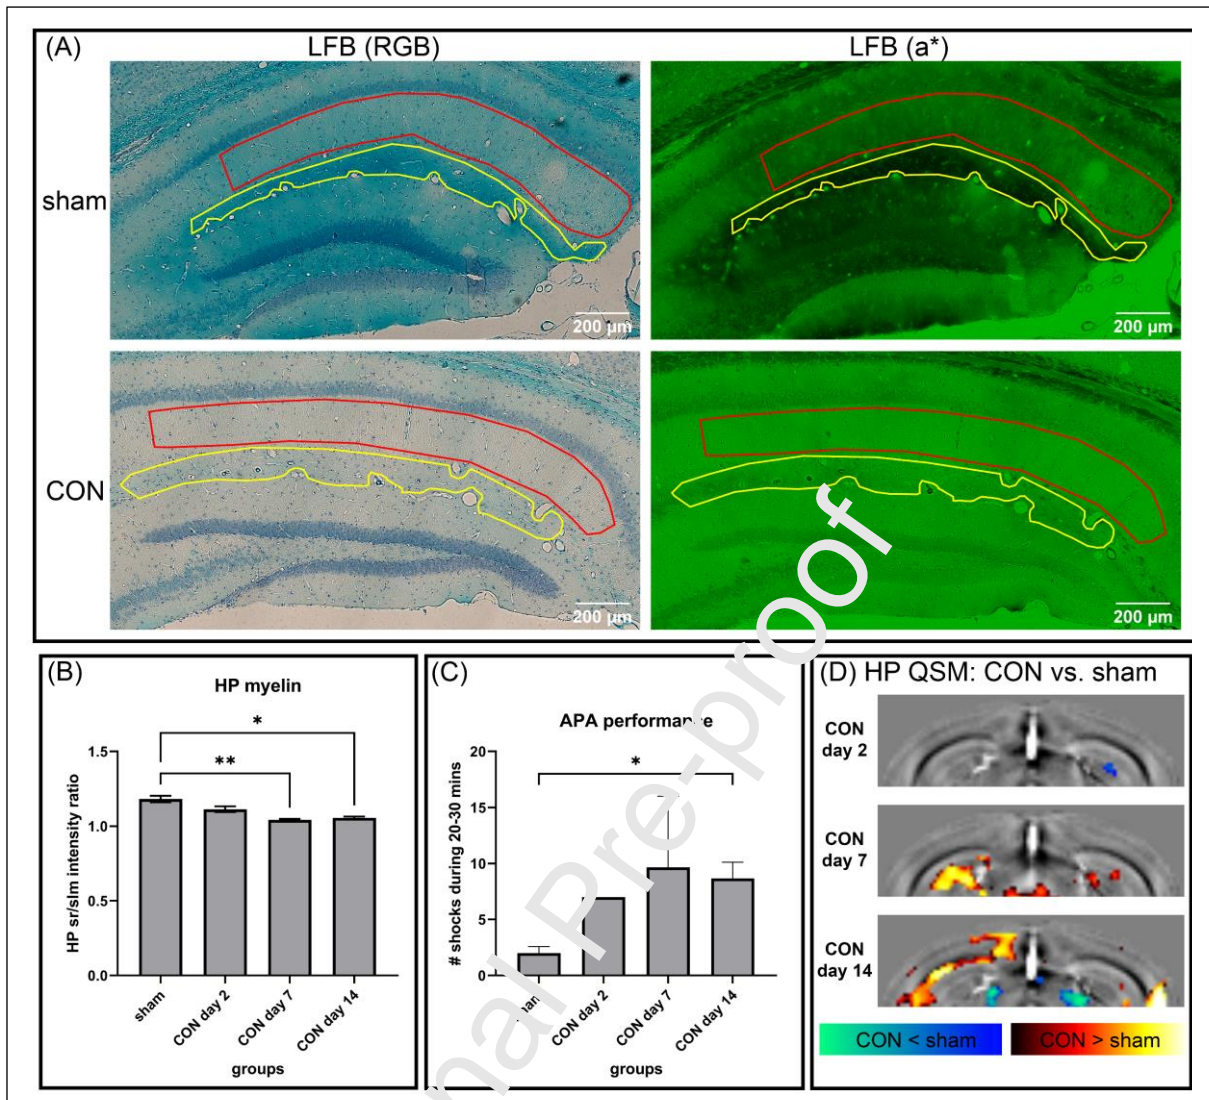 (A)
LFB (RGB)
LFB (a*)
sham
200 µm
200 µm
CON
200 µm
200 µm
(B)
HP myelin
*
**
1.5
1.0
0.5
0.0
HP sr/slm intensity ratio
sham
CON day 2
CON day 7
CON day 14
groups
(C)
APA performance
*
20
15
10
5
0
# shocks during 20-30 mins
CON day 2
CON day 7
CON day 14
groups
(D) HP QSM: CON vs. sham
CON
day 2
CON
day 7
CON
day 14
CON < sham
CON > sham
nal Pre-proof